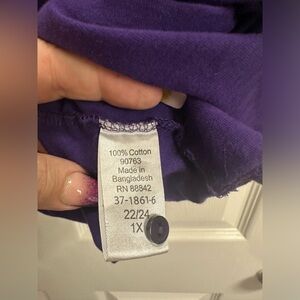 100% Cotton
90763
Made in
Bangladesh
RN 88842
37-1861-6
22/24
1X